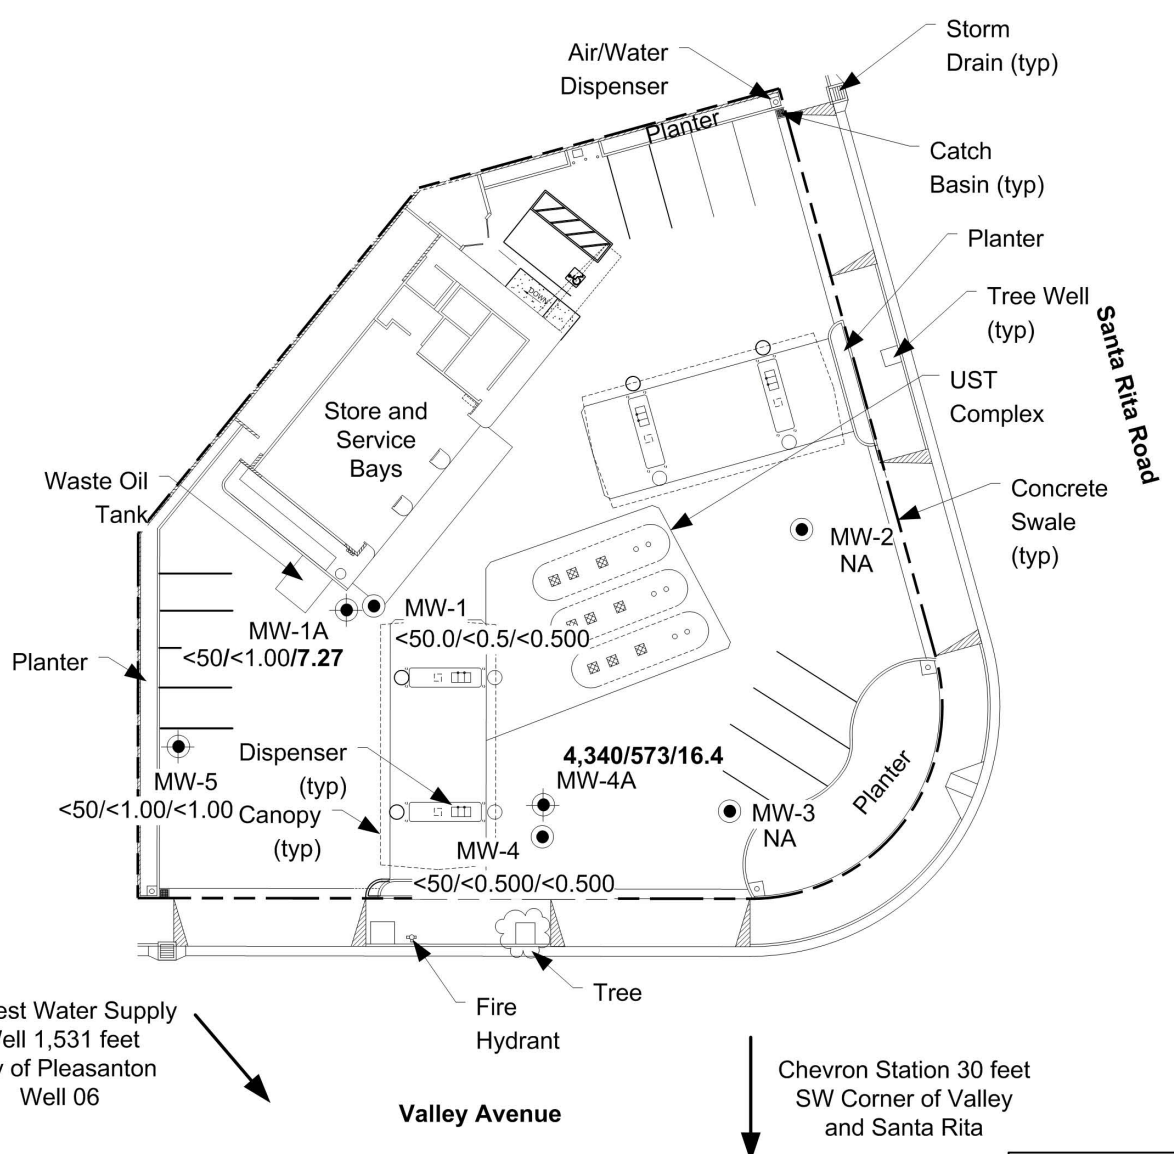 Storm
Drain (typ)
Air/Water
Dispenser
Planter
Catch
Basin (typ)
Planter
Tree Well
(typ)
Santa Rita Road
UST
Complex
DOWN
Store and
Service
Bays
Waste Oil
Tank
Concrete
Swale
(typ)
MW-2
NA
MW-1
<50.0/<0.5/<0.500
MW-1A
<50/<1.00/7.27
Planter
Dispenser
(typ)
4,340/573/16.4
MW-4A
MW-5
<50/<1.00/<1.00
Canopy
(typ)
MW-3
NA
Planter
MW-4
<50/<0.500/<0.500
Tree
Fire
Hydrant
est Water Supply
ell 1,531 feet
y of Pleasanton
Well 06
Valley Avenue
Chevron Station 30 feet
SW Corner of Valley
and Santa Rita